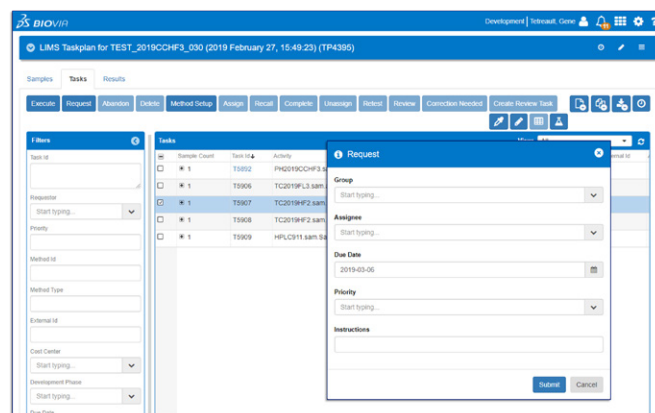 BIOVIA
Development | Tetreault, Gene
LIMS Taskplan for TEST_2019CCHF3_030 (2019 February 27, 15:49:23) (TP4395)
Samples Tasks Results
Execute Request Abandon Delete Method Setup Assign Recall Complete Unassign Retest Review Correction Needed Create Review Task
Filters
Task Id
Requestor
Start typing...
Priority
Method Id
Method Type
External Id
Cost Center
Start typing...
Development Phase
Start typing...
Due Date
Tasks
Sample Count Task Id Activity
1 T5892 PH2019CCHF3.s
1 T5906 TC2019FL3.sam.
1 T5907 TC2019HF2.sam
1 T5908 TC2019HF2.sam
1 T5909 HPLC911.sam.Sa
Request
Group
Start typing...
Assignee
Start typing...
Due Date
2019-03-06
Priority
Start typing...
Instructions
Submit Cancel